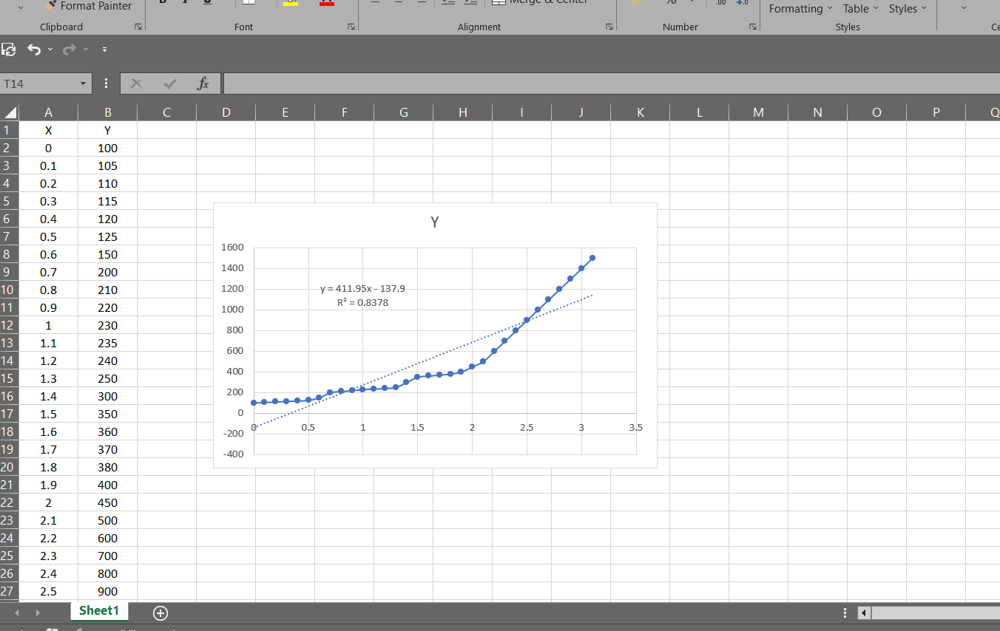 Format Painter
Merge & Center
% .00 .0
Formatting Table Styles
Clipboard Font Alignment Number Styles Ce
T14 fx
A B C D E F G H I J K L M N O P Q
1 X Y
2 0 100
3 0.1 105
4 0.2 110
5 0.3 115
6 0.4 120
7 0.5 125
8 0.6 150
9 0.7 200
10 0.8 210
11 0.9 220
12 1 230
13 1.1 235
14 1.2 240
15 1.3 250
16 1.4 300
17 1.5 350
18 1.6 360
19 1.7 370
20 1.8 380
21 1.9 400
22 2 450
23 2.1 500
24 2.2 600
25 2.3 700
26 2.4 800
27 2.5 900
Y
1600
1400
1200
1000
800
600
400
200
0
-200
-400
y = 411.95x - 137.9
R² = 0.8378
0 0.5 1 1.5 2 2.5 3 3.5
Sheet1